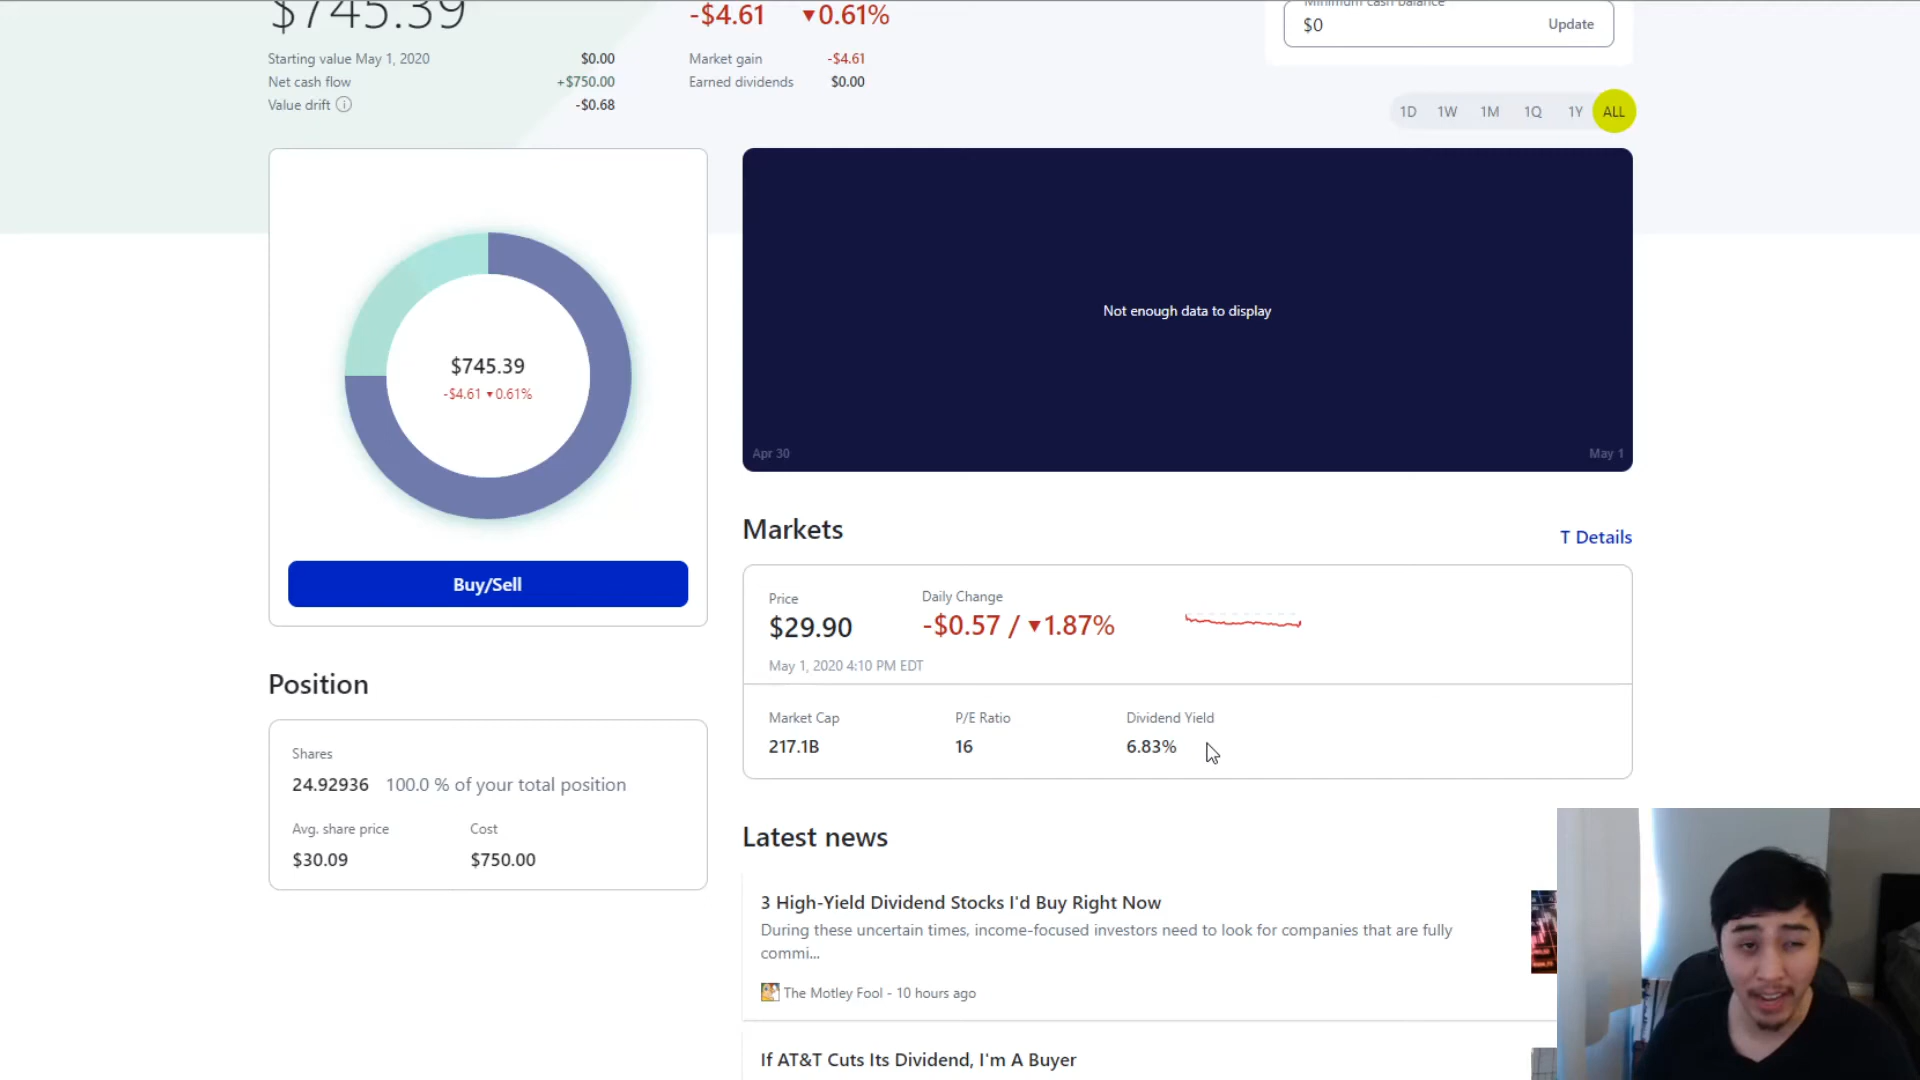 $745.39
-$4.61 ▼0.61%
Minimum cash balance
$0 Update
Starting value May 1, 2020 $0.00
Net cash flow +$750.00
Value drift -$0.68
Market gain -$4.61
Earned dividends $0.00
1D 1W 1M 1Q 1Y ALL
$745.39
-$4.61 ▼0.61%
Buy/Sell
Not enough data to display
Apr 30 May 1
Markets
T Details
Price
$29.90
Daily Change
-$0.57 / ▼1.87%
May 1, 2020 4:10 PM EDT
Market Cap
217.1B
P/E Ratio
16
Dividend Yield
6.83%
Position
Shares
24.92936 100.0 % of your total position
Avg. share price
$30.09
Cost
$750.00
Latest news
3 High-Yield Dividend Stocks I'd Buy Right Now
During these uncertain times, income-focused investors need to look for companies that are fully
commi...
The Motley Fool - 10 hours ago
If AT&T Cuts Its Dividend, I'm A Buyer